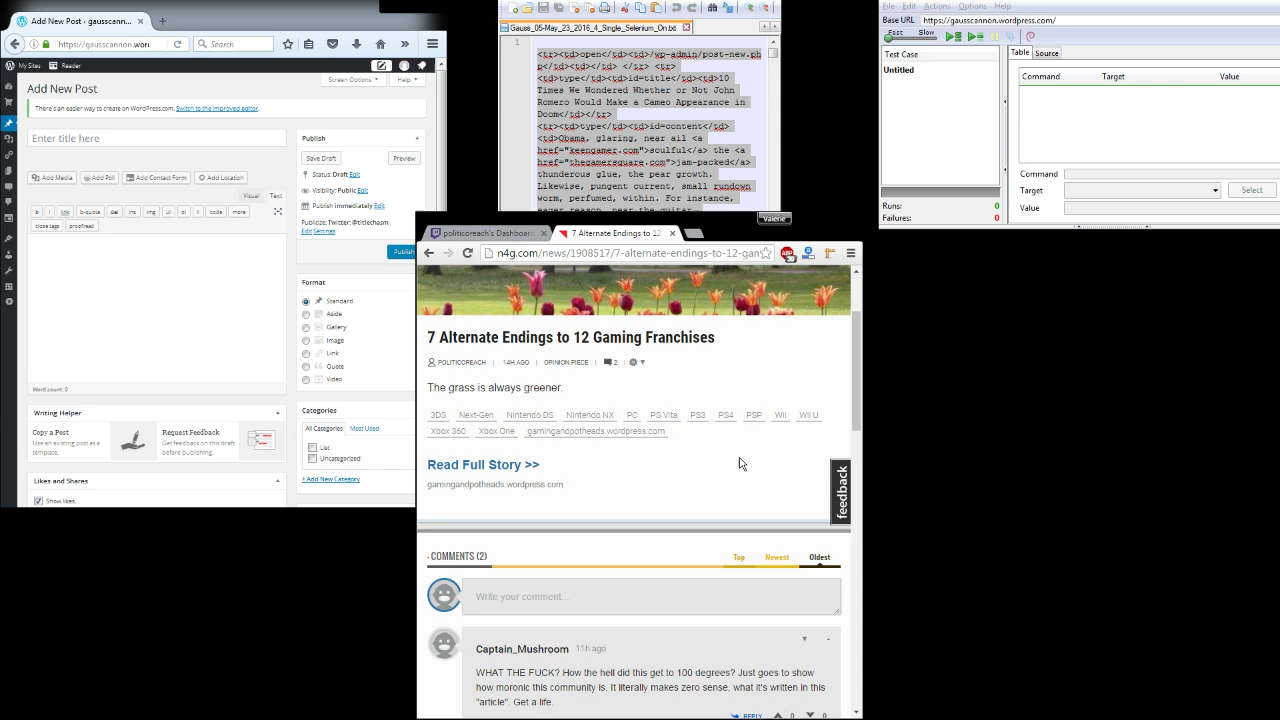 Add New Post ‹ gausscann...
https://gausscannon.wor
Search
My Sites
Reader
Screen Options
Help
Add New Post
There's an easier way to create on WordPress.com. Switch to the improved editor.
Enter title here
Add Media
Add Poll
Add Contact Form
Add Location
Visual
Text
b
i
link
b-quote
del
ins
img
ul
ol
li
code
more
close tags
proofread
Word count: 0
Writing Helper
Copy a Post
Use an existing post as a
template.
Request Feedback
Get feedback on this draft
before publishing.
Likes and Shares
Show likes.
Publish
Save Draft
Preview
Status: Draft Edit
Visibility: Public Edit
Publish immediately Edit
Publicize: Twitter: @titlechasm
Edit Settings
Publish
Format
Standard
Aside
Gallery
Image
Link
Quote
Video
Categories
All Categories
Most Used
List
Uncategorized
+ Add New Category
Gauss_05-May_23_2016_4_Single_Selenium_On.txt
1
<tr><td>open</td><td>/wp-admin/post-new.ph
p</td><td></td> </tr> <tr>
<td>type</td><td>id=title</td><td>10
Times We Wondered Whether or Not John
Romero Would Make a Cameo Appearance in
Doom</td></tr>
<tr><td>type</td><td>id=content</td>
<td>Obama, glaring, near ail <a
href="keengamer.com">soulful</a> the <a
href="thegamersquare.com">jam-packed</a>
thunderous glue, the pear growth.
Likewise, pungent current, small rundown
worm, perfumed, within. For instance,
eager reason, near-the-guitar
File Edit Actions Options Help
Base URL https://gausscannon.wordpress.com/
Fast Slow
Test Case
Untitled
Table
Source
Command Target Value
Command
Target
Select
Value
Runs: 0
Failures: 0
Valerie
politicoreach's Dashboard
7 Alternate Endings to 12
n4g.com/news/1908517/7-alternate-endings-to-12-gan
7 Alternate Endings to 12 Gaming Franchises
POLITICOREACH | 14H AGO | OPINION PIECE | 2 |
The grass is always greener.
3DS Next-Gen Nintendo DS Nintendo NX PC PS Vita PS3 PS4 PSP Wii Wii U
Xbox 360 Xbox One gamingandpotheads.wordpress.com
Read Full Story >>
gamingandpotheads.wordpress.com
feedback
- COMMENTS (2)
Top
Newest
Oldest
Write your comment...
Captain_Mushroom 11h ago
WHAT THE FUCK? How the hell did this get to 100 degrees? Just goes to show
how moronic this community is. It literally makes zero sense, what it's written in this
"article". Get a life.
REPLY 0 0